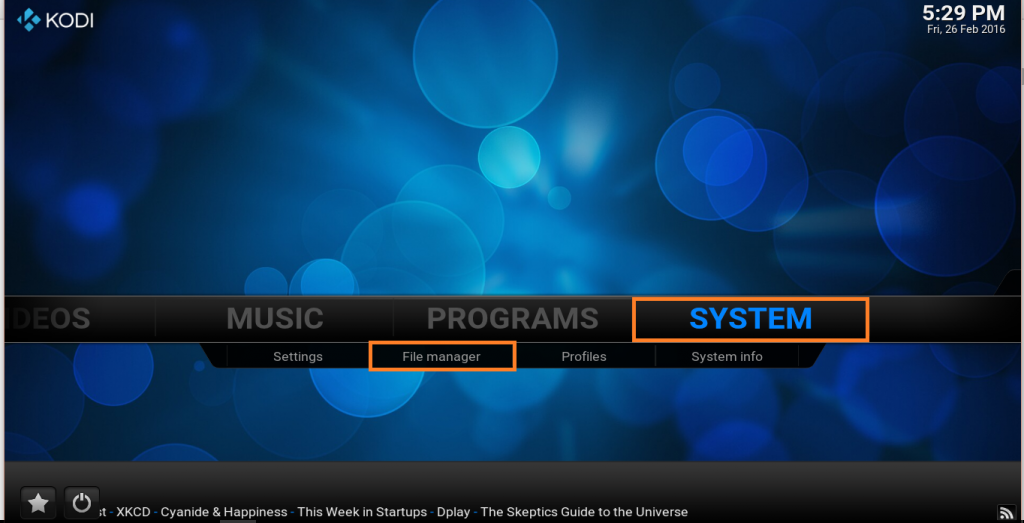 KODI
5:29 PM
Fri, 26 Feb 2016
DEOS MUSIC PROGRAMS SYSTEM
Settings File manager Profiles System info
st - XKCD - Cyanide & Happiness - This Week in Startups - Dplay - The Skeptics Guide to the Universe